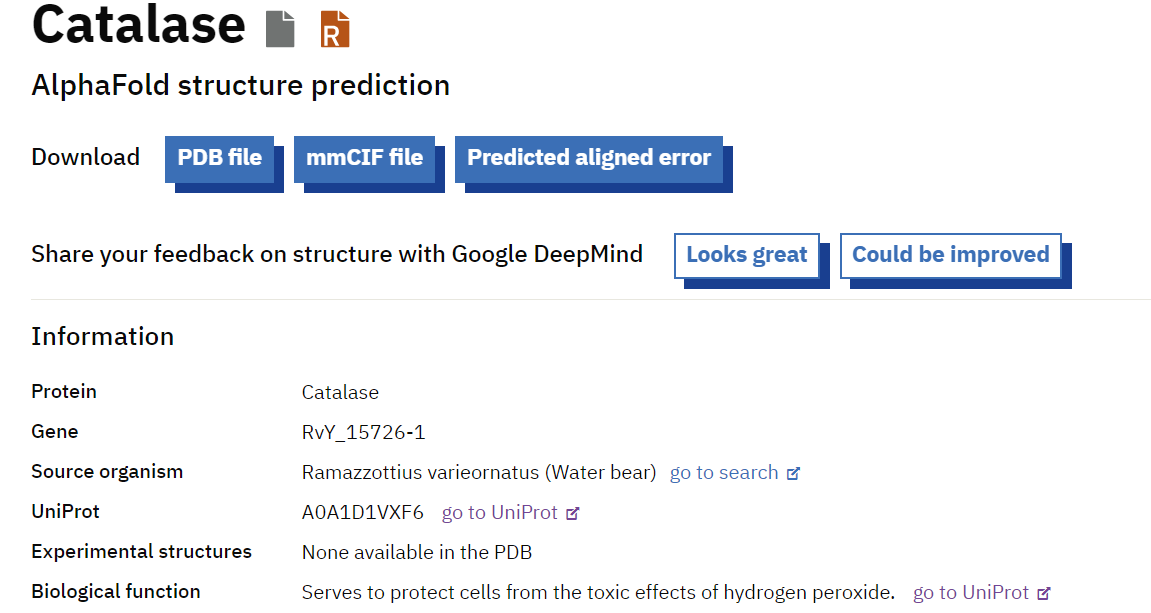 Catalase R
AlphaFold structure prediction
Download PDB file mmCIF file Predicted aligned error
Share your feedback on structure with Google DeepMind Looks great Could be improved
Information
Protein Catalase
Gene RvY_15726-1
Source organism Ramazzottius varieornatus (Water bear) go to search
UniProt A0A1D1VXF6 go to UniProt
Experimental structures None available in the PDB
Biological function Serves to protect cells from the toxic effects of hydrogen peroxide. go to UniProt